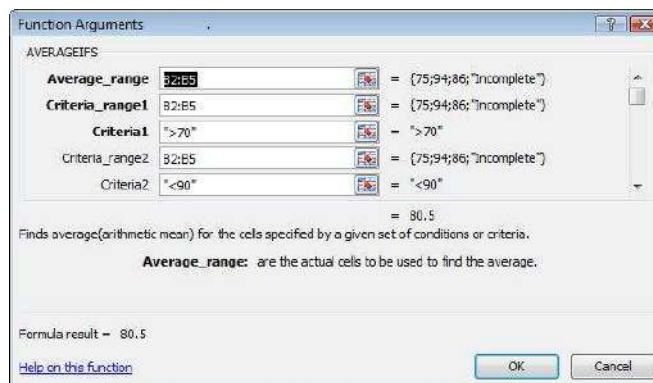 Function Arguments
AVERAGEIFS
Average_range B2:B5 = {75;94;86;"Incomplete"}
Criteria_range1 B2:B5 = {75;94;86;"Incomplete"}
Criteria1 ">70" = ">70"
Criteria_range2 B2:B5 = {75;94;86;"Incomplete"}
Criteria2 "<90" = "<90"
= 80.5
Finds average(arithmetic mean) for the cells specified by a given set of conditions or criteria.
Average_range: are the actual cells to be used to find the average.
Formula result = 80.5
Help on this function OK Cancel